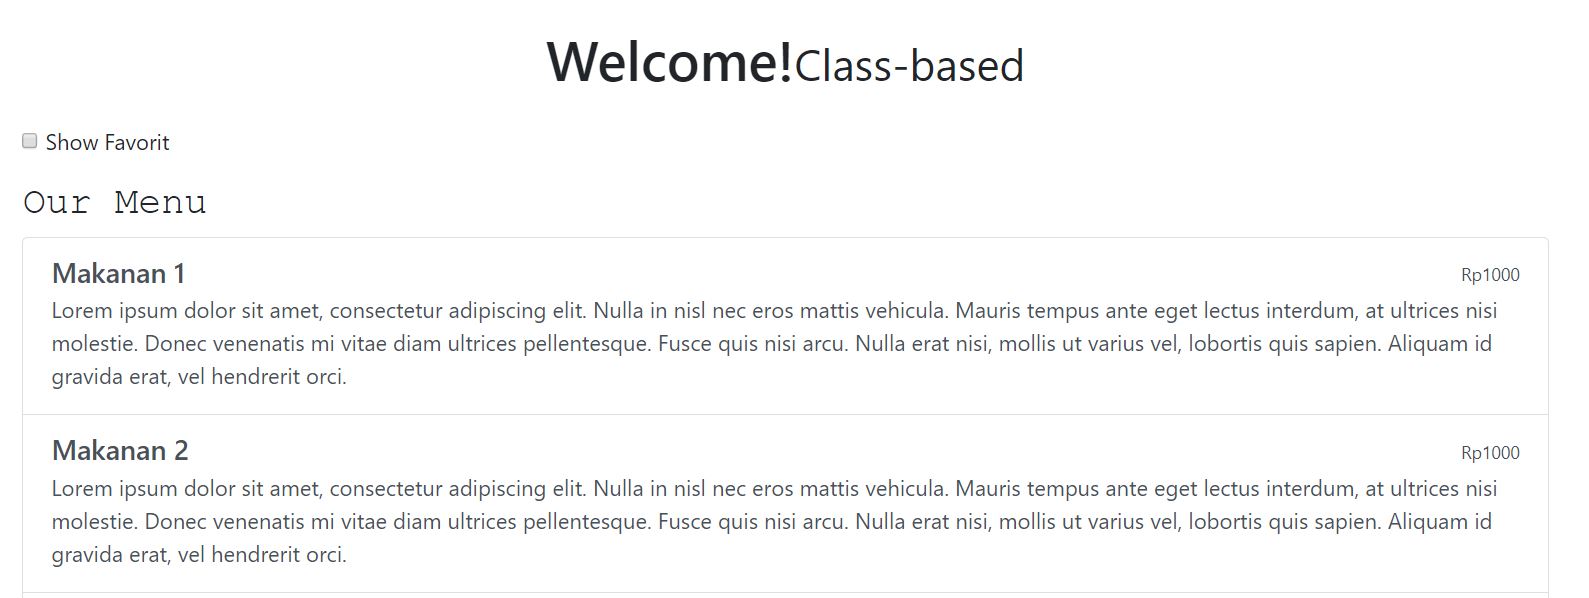 Welcome!Class-based
Show Favorit
Our Menu
Makanan 1
Rp1000
Lorem ipsum dolor sit amet, consectetur adipiscing elit. Nulla in nisl nec eros mattis vehicula. Mauris tempus ante eget lectus interdum, at ultrices nisi
molestie. Donec venenatis mi vitae diam ultrices pellentesque. Fusce quis nisi arcu. Nulla erat nisi, mollis ut varius vel, lobortis quis sapien. Aliquam id
gravida erat, vel hendrerit orci.
Makanan 2
Rp1000
Lorem ipsum dolor sit amet, consectetur adipiscing elit. Nulla in nisl nec eros mattis vehicula. Mauris tempus ante eget lectus interdum, at ultrices nisi
molestie. Donec venenatis mi vitae diam ultrices pellentesque. Fusce quis nisi arcu. Nulla erat nisi, mollis ut varius vel, lobortis quis sapien. Aliquam id
gravida erat, vel hendrerit orci.